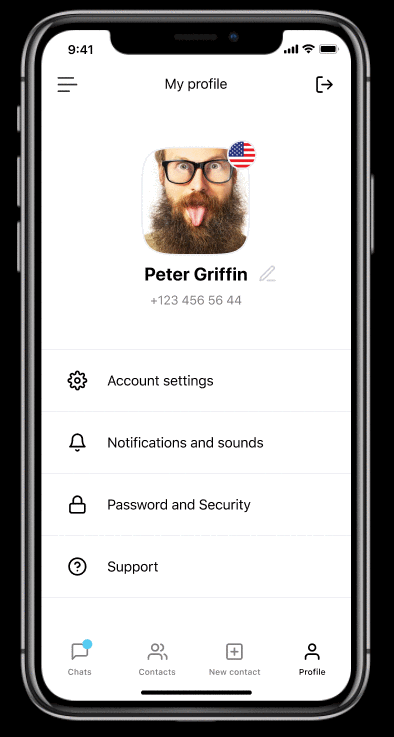 9:41
My profile
Peter Griffin
+123 456 56 44
Account settings
Notifications and sounds
Password and Security
Support
Chats
Contacts
New contact
Profile